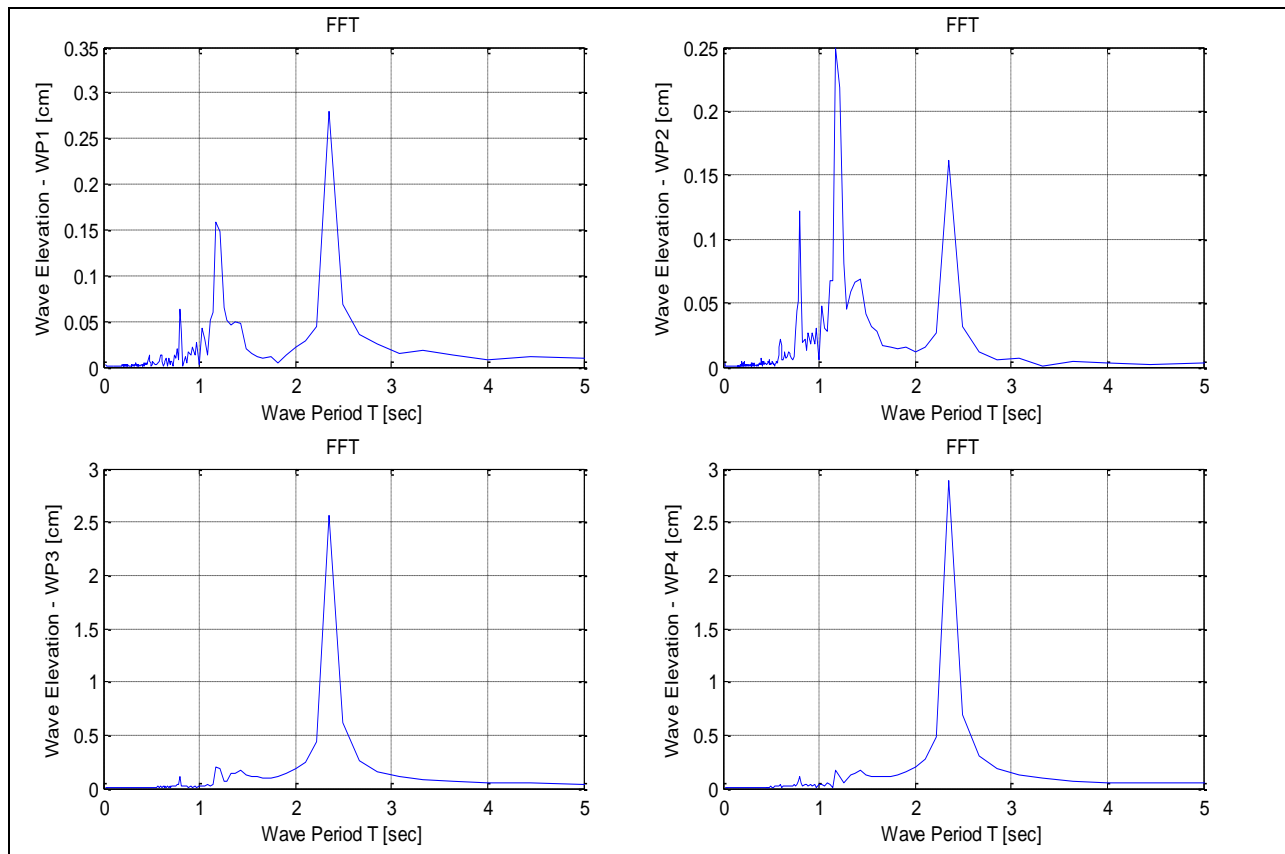 FFT
0.35
0.3
0.25
0.2
0.15
0.1
0.05
0
Wave Elevation - WP1 [cm]
0 1 2 3 4 5
Wave Period T [sec]
FFT
0.25
0.2
0.15
0.1
0.05
0
Wave Elevation - WP2 [cm]
0 1 2 3 4 5
Wave Period T [sec]
FFT
3
2.5
2
1.5
1
0.5
0
Wave Elevation - WP3 [cm]
0 1 2 3 4 5
Wave Period T [sec]
FFT
3
2.5
2
1.5
1
0.5
0
Wave Elevation - WP4 [cm]
0 1 2 3 4 5
Wave Period T [sec]